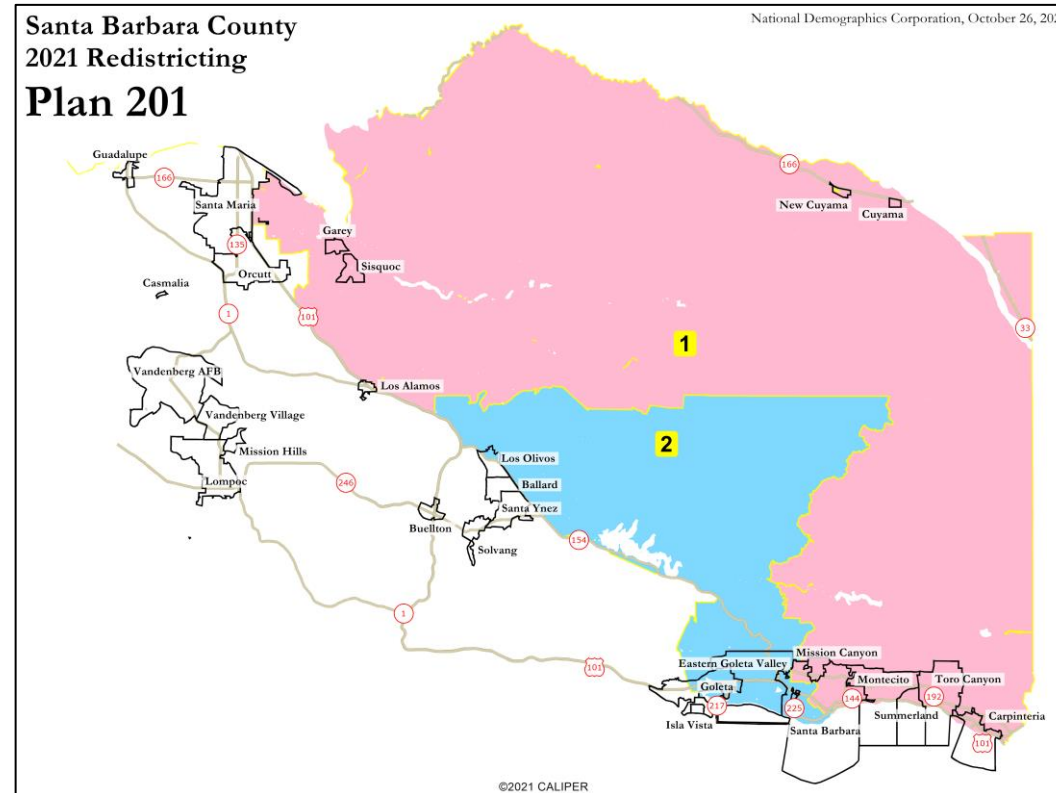 Santa Barbara County
2021 Redistricting
Plan 201
National Demographics Corporation, October 26,
Guadalupe
166
Santa Maria
135
Orcutt
Garey
Sisquoc
Casmalia
1
101
166
New Cuyama
Cuyama
33
1
Vandenberg AFB
Vandenberg Village
Mission Hills
Lompoc
Los Alamos
2
Los Olivos
Ballard
Santa Ynez
246
Buellton
Solvang
154
1
101
Mission Canyon
Eastern Goleta Valley
Montecito
Toro Canyon
Goleta
217
225
144
192
Isla Vista
Summerland
Carpinteria
Santa Barbara
101
©2021 CALIPER